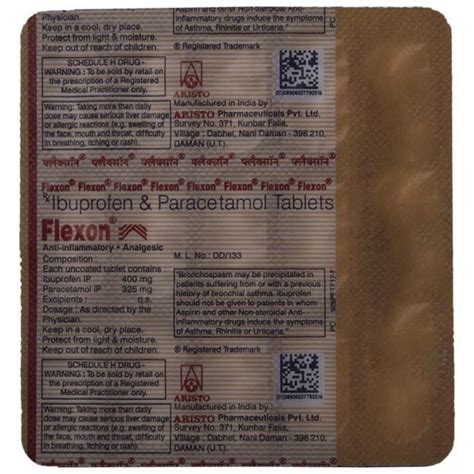 Physician.
Keep in a cool, dry place.
Protect from light & moisture.
Keep out of reach of children.
Aspirin and other Non-steroidal Anti-
inflammatory drugs induce the symptoms
of Asthma, Rhinitis or Urticaria.
® Registered Trademark
SCHEDULE H DRUG -
WARNING : To be sold by retail on
the prescription of a Registered
Medical Practitioner only.
Warning: Taking more than daily
dose may cause serious liver damage
or allergic reactions (e.g. swelling of
the face, mouth and throat, difficulty
in breathing, itching or rash).
ARISTO
Manufactured in India by :
ARISTO Pharmaceuticals Pvt. Ltd.
Survey No. 371, Kunbar Falia,
Village : Dabhel, Nani Daman - 396 210,
DAMAN (U.T.).
फ्लैक्सॉन® फ्लैक्सॉन® फ्लैक्सॉन® फ्लैक्सॉन® फ्लैक्सॉन®
Flexon® Flexon® Flexon® Flexon® Flexon® Flexon® Flexon®
Ibuprofen & Paracetamol Tablets
Flexon®
Anti-inflammatory • Analgesic
Composition :
Each uncoated tablet contains :
Ibuprofen IP 400 mg
Paracetamol IP 325 mg
Excipients q.s.
Dosage : As directed by the
Physician.
Keep in a cool, dry place.
Protect from light & moisture.
Keep out of reach of children.
M. L. No.: DD/133
"Bronchospasm may be precipitated in
patients suffering from or with a previous
history of bronchial asthma. Ibuprofen
should not be given to patients in whom
Aspirin and other Non-steroidal Anti-
inflammatory drugs induce the symptoms
of Asthma, Rhinitis or Urticaria."
® Registered Trademark
SCHEDULE H DRUG -
WARNING : To be sold by retail on
the prescription of a Registered
Medical Practitioner only.
Warning: Taking more than daily
dose may cause serious liver damage
or allergic reactions (e.g. swelling of
the face, mouth and throat, difficulty in
breathing, itching or rash)
ARISTO
Manufactured in India by :
ARISTO Pharmaceuticals Pvt. Ltd.
Survey No. 371, Kunbar Falia,
Village : Dabhel, Nani Daman - 396 210,
DAMAN (U.T.).